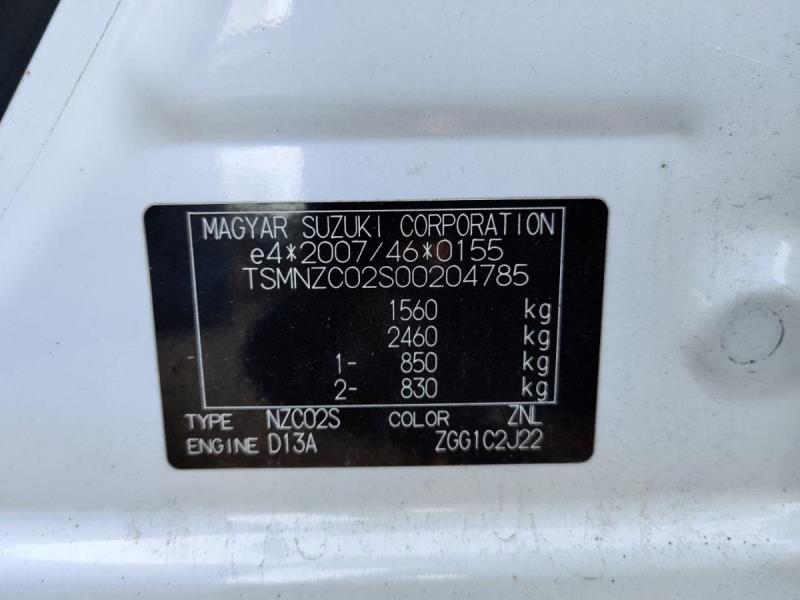 MAGYAR SUZUKI CORPORATION
e4*2007/46*0155
TSMNZC02S00204785
1560 kg
2460 kg
1- 850 kg
2- 830 kg
TYPE NZC02S COLOR ZNL
ENGINE D13A ZGG1C2J22